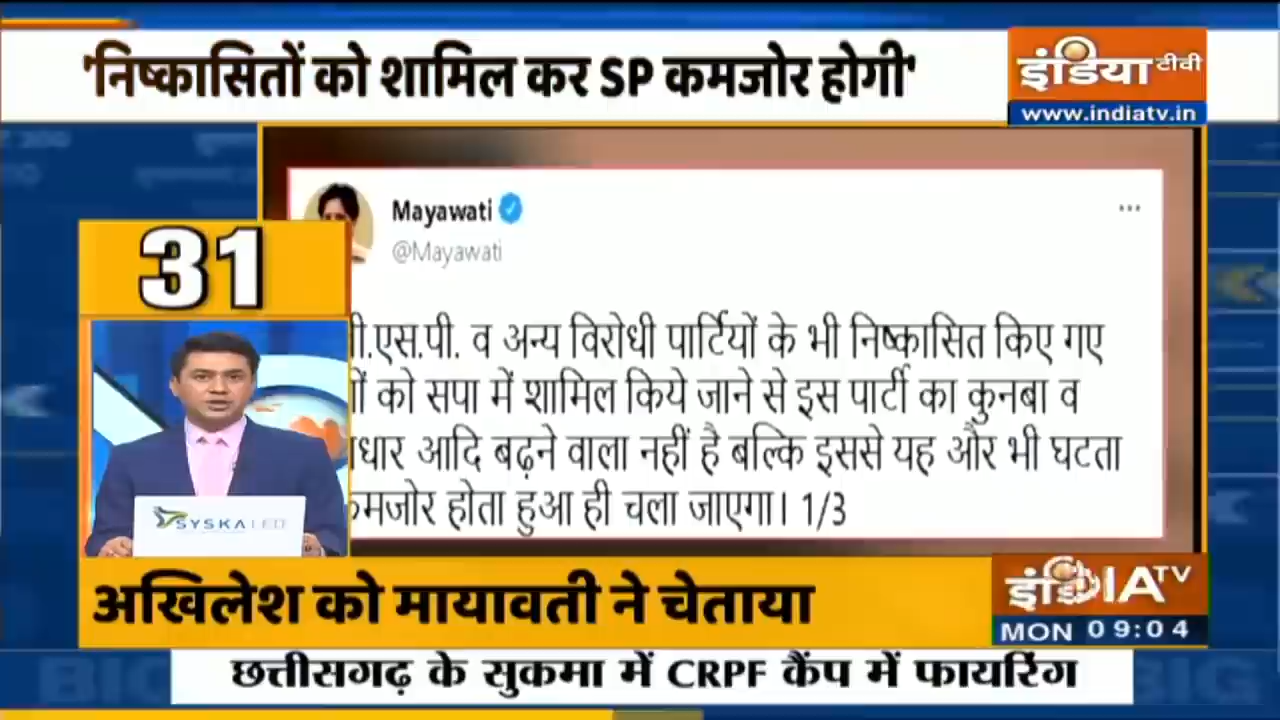 'निष्कासितों को शामिल कर SP कमजोर होगी'
इंडिया टीवी
www.indiatv.in
Mayawati
@Mayawati
31
.एस.पी. व अन्य विरोधी पार्टियों के भी निष्कासित किए गए
को सपा में शामिल किये जाने से इस पार्टी का कुनबा व
आदि बढ़ने वाला नहीं है बल्कि इससे यह और भी घटता
होता हुआ ही चला जाएगा। 1/3
SYSKA LED
अखिलेश को मायावती ने चेताया
इंDIA TV
MON 09:04
छत्तीसगढ़ के सुकमा में CRPF कैंप में फायरिंग
BIG